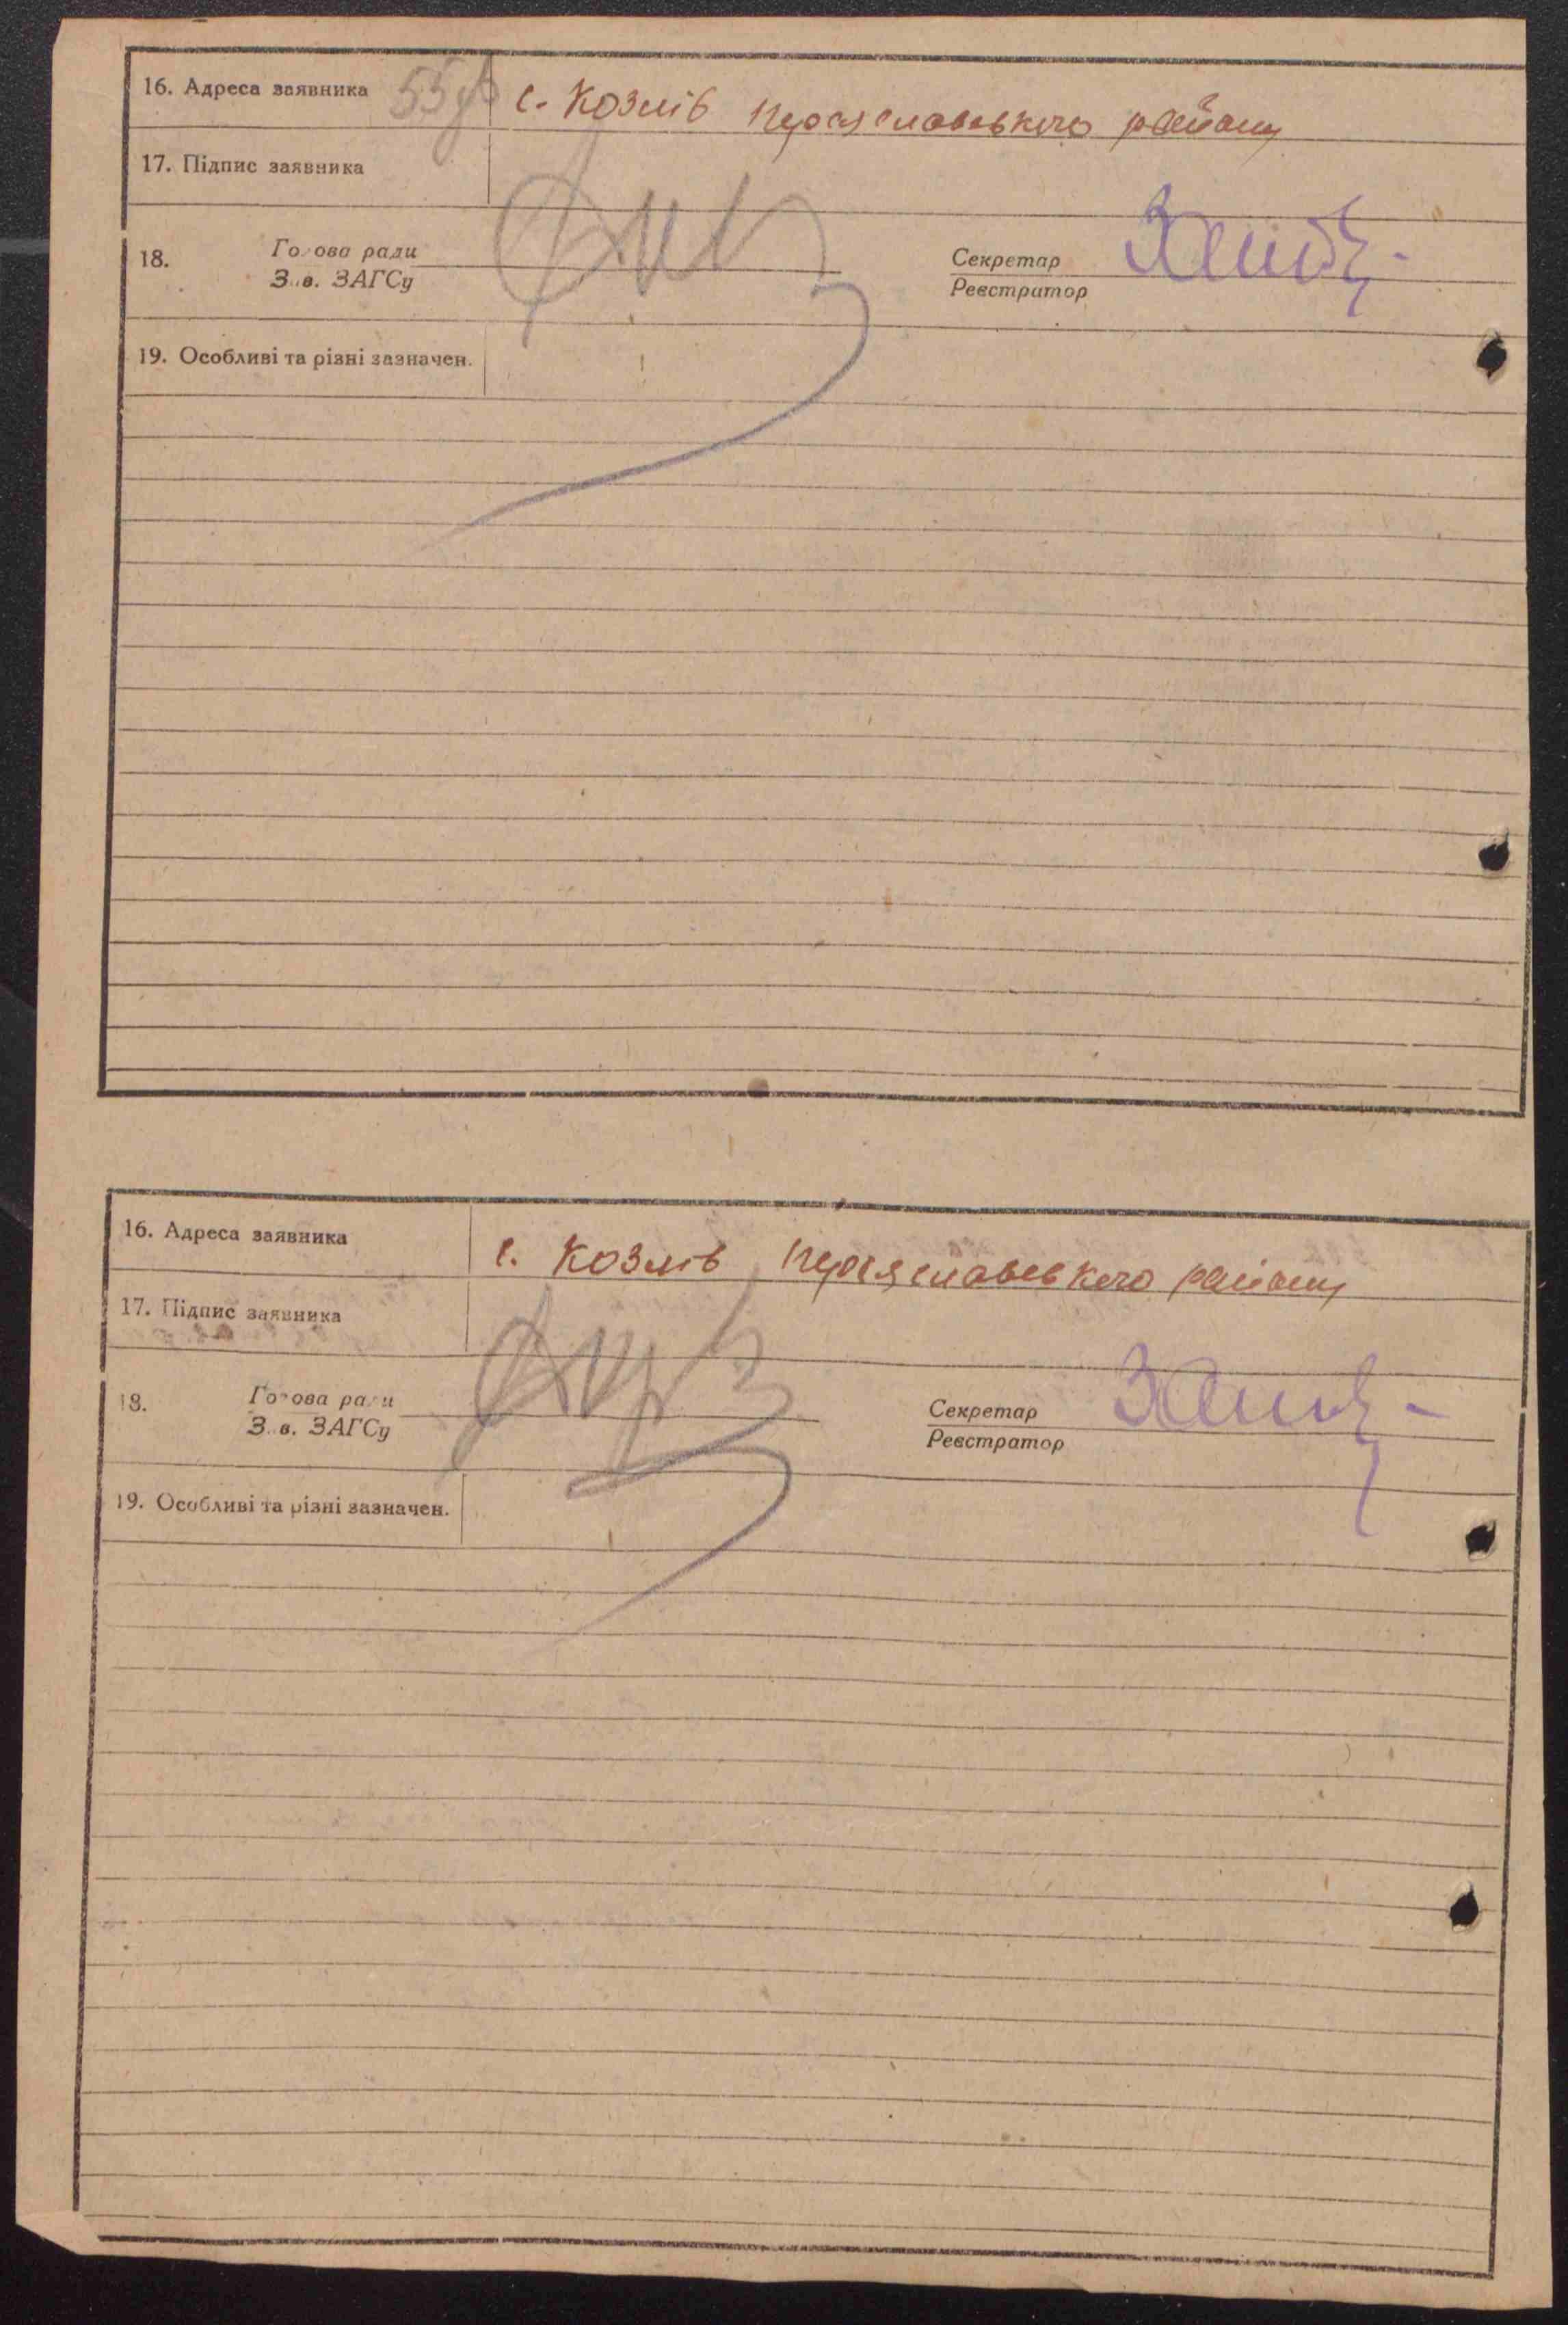 16. Адреса заявника 55 с. Козлів Переяславського району
17. Підпис заявника
18. Голова ради Секретар
Зав. ЗАГСу Реєстратор
19. Особливі та різні зазначен.
16. Адреса заявника с. Козлів Переяславського району
17. Підпис заявника
18. Голова ради Секретар
Зав. ЗАГСу Реєстратор
19. Особливі та різні зазначен.